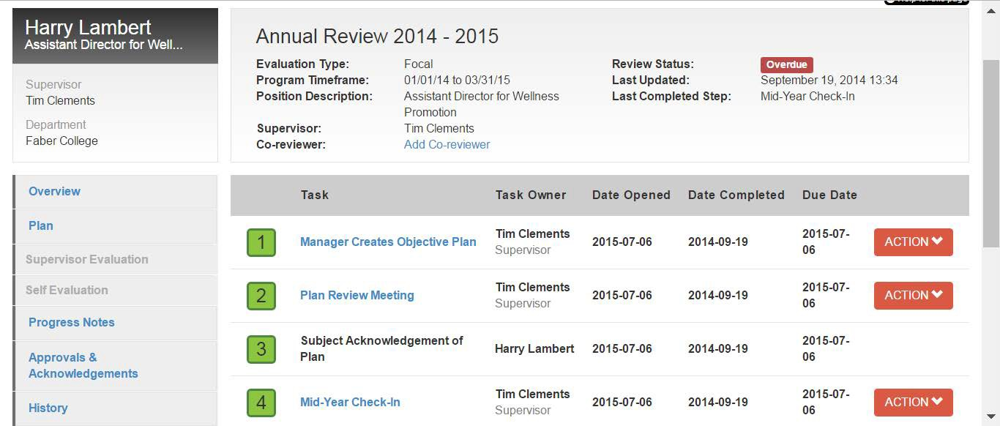 Help for this page
Harry Lambert
Assistant Director for Well...
Supervisor
Tim Clements
Department
Faber College
Overview
Plan
Supervisor Evaluation
Self Evaluation
Progress Notes
Approvals &
Acknowledgements
History
Annual Review 2014 - 2015
Evaluation Type: Focal
Program Timeframe: 01/01/14 to 03/31/15
Position Description: Assistant Director for Wellness
Promotion
Supervisor: Tim Clements
Co-reviewer: Add Co-reviewer
Review Status: Overdue
Last Updated: September 19, 2014 13:34
Last Completed Step: Mid-Year Check-In
Task Task Owner Date Opened Date Completed Due Date
1 Manager Creates Objective Plan Tim Clements Supervisor 2015-07-06 2014-09-19 2015-07-06 ACTION
2 Plan Review Meeting Tim Clements Supervisor 2015-07-06 2014-09-19 2015-07-06 ACTION
3 Subject Acknowledgement of Plan Harry Lambert 2015-07-06 2014-09-19 2015-07-06
4 Mid-Year Check-In Tim Clements Supervisor 2015-07-06 2014-09-19 2015-07-06 ACTION